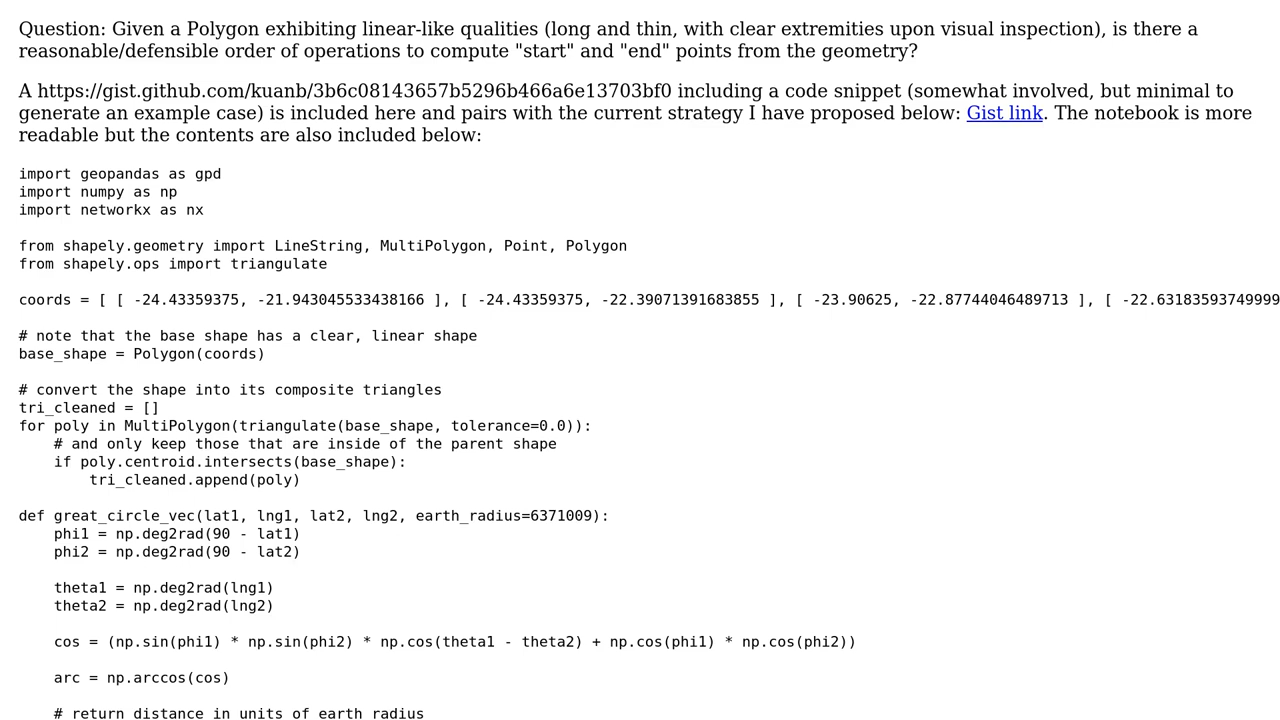 Question: Given a Polygon exhibiting linear-like qualities (long and thin, with clear extremities upon visual inspection), is there a
reasonable/defensible order of operations to compute "start" and "end" points from the geometry?
A https://gist.github.com/kuanb/3b6c08143657b5296b466a6e13703bf0 including a code snippet (somewhat involved, but minimal to
generate an example case) is included here and pairs with the current strategy I have proposed below: Gist link. The notebook is more
readable but the contents are also included below:
import geopandas as gpd
import numpy as np
import networkx as nx
from shapely.geometry import LineString, MultiPolygon, Point, Polygon
from shapely.ops import triangulate
coords = [ [ -24.43359375, -21.943045533438166 ], [ -24.43359375, -22.39071391683855 ], [ -23.90625, -22.87744046489713 ], [ -22.63183593749999
# note that the base shape has a clear, linear shape
base_shape = Polygon(coords)
# convert the shape into its composite triangles
tri_cleaned = []
for poly in MultiPolygon(triangulate(base_shape, tolerance=0.0)):
    # and only keep those that are inside of the parent shape
    if poly.centroid.intersects(base_shape):
        tri_cleaned.append(poly)
def great_circle_vec(lat1, lng1, lat2, lng2, earth_radius=6371009):
    phi1 = np.deg2rad(90 - lat1)
    phi2 = np.deg2rad(90 - lat2)
    theta1 = np.deg2rad(lng1)
    theta2 = np.deg2rad(lng2)
    cos = (np.sin(phi1) * np.sin(phi2) * np.cos(theta1 - theta2) + np.cos(phi1) * np.cos(phi2))
    arc = np.arccos(cos)
    # return distance in units of earth radius